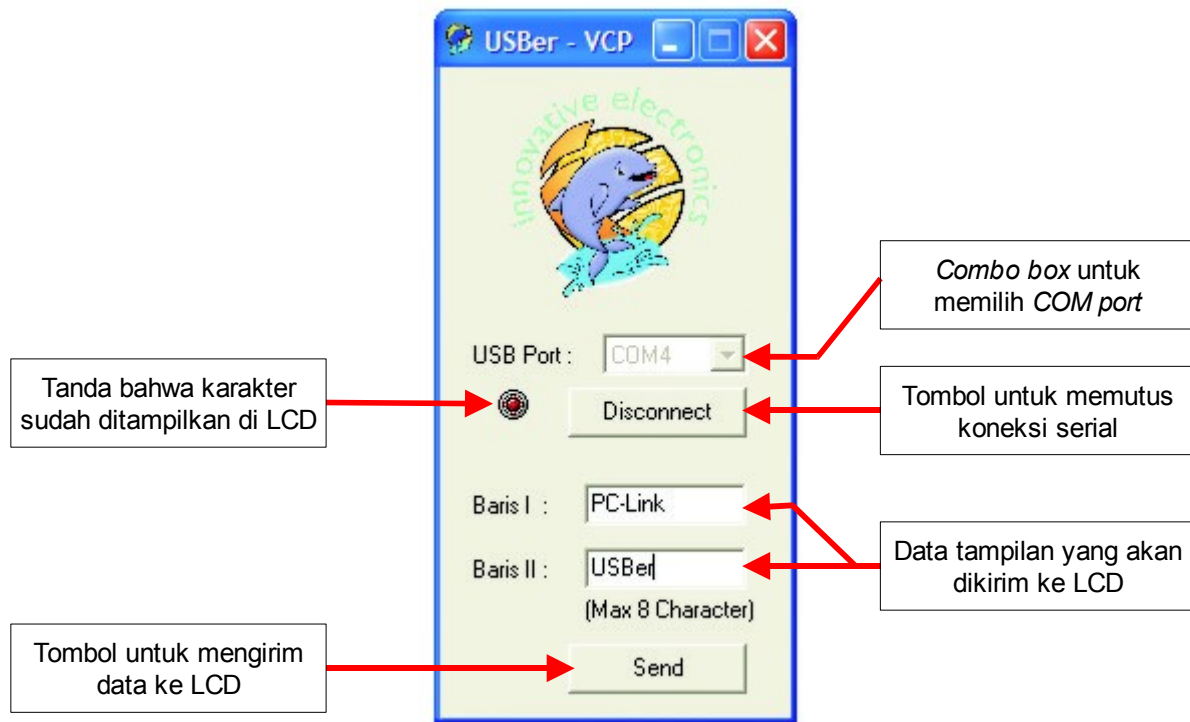 USBer - VCP
innovative electronics
Combo box untuk
memilih COM port
USB Port :
COM4
Tanda bahwa karakter
sudah ditampilkan di LCD
Disconnect
Tombol untuk memutus
koneksi serial
Baris I :
PC-Link
Baris II :
USBer
Data tampilan yang akan
dikirim ke LCD
(Max 8 Character)
Tombol untuk mengirim
data ke LCD
Send